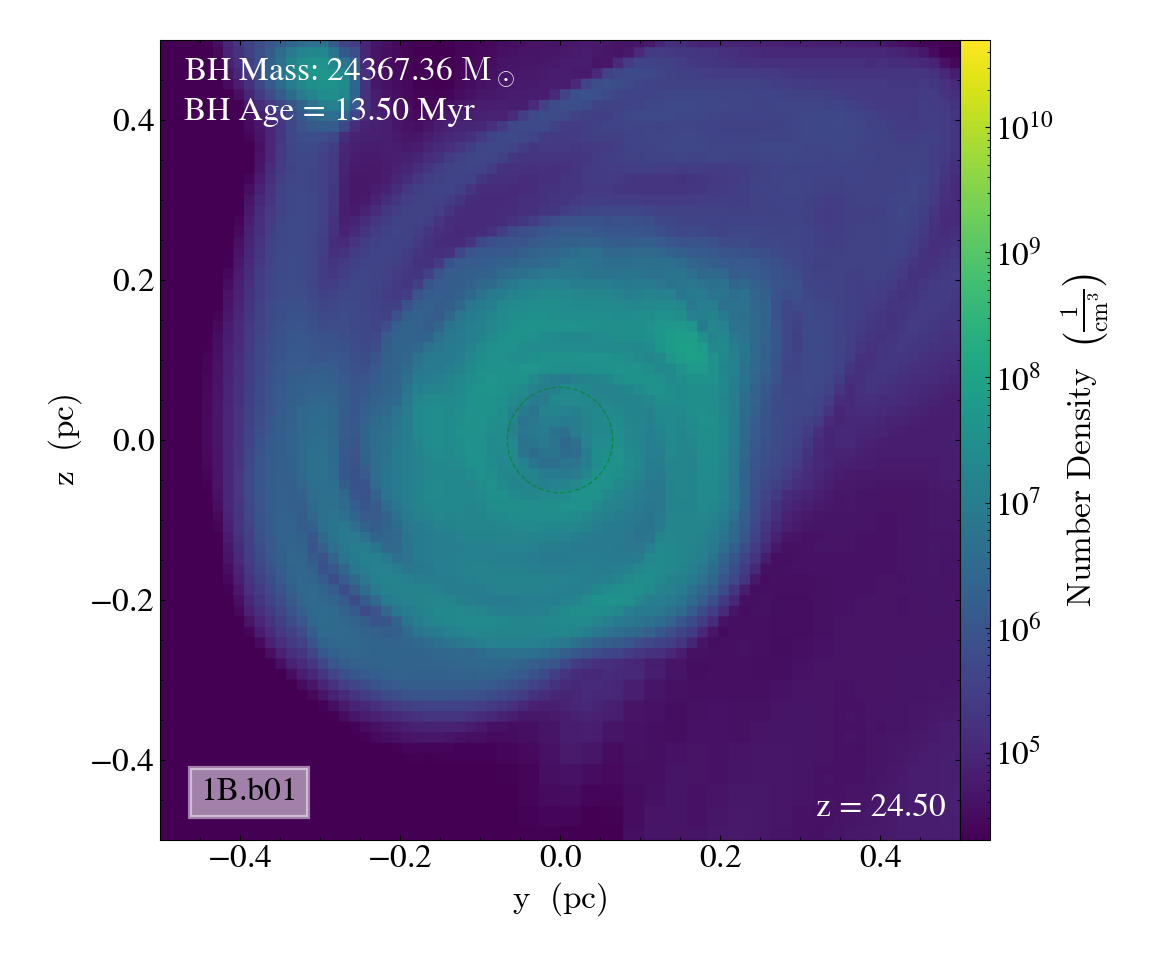 BH Mass: 24367.36 M⊙
BH Age = 13.50 Myr
0.4
0.2
0.0
−0.2
−0.4
z (pc)
1B.b01
z = 24.50
−0.4 −0.2 0.0 0.2 0.4
y (pc)
10¹⁰
10⁹
10⁸
10⁷
10⁶
10⁵
Number Density (1/cm³)